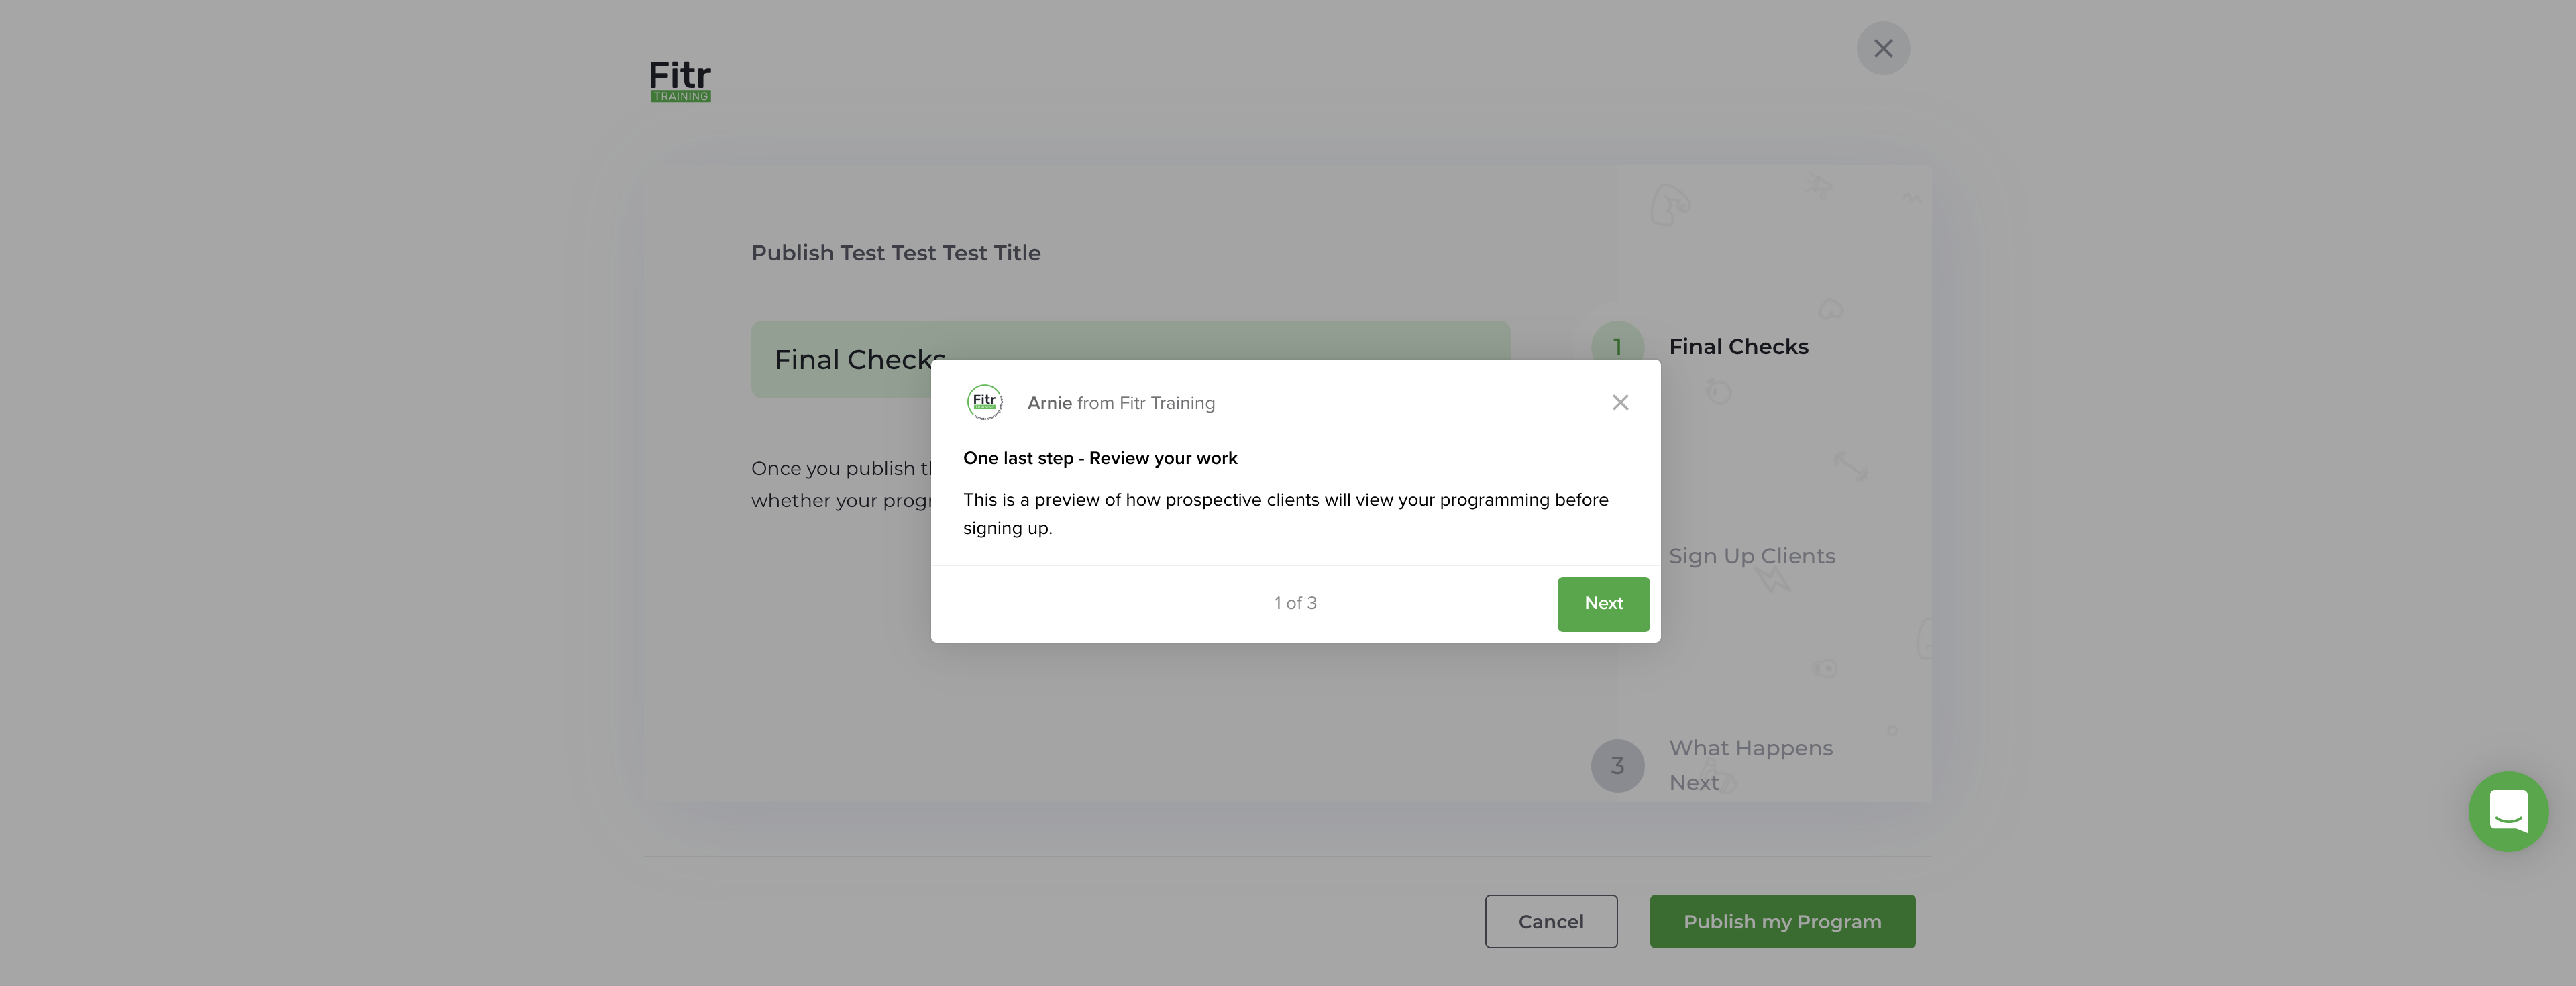 Fitr
TRAINING
Publish Test Test Test Title
Final Checks
Once you publish
whether your
1
Final Checks
Sign Up Clients
3
What Happens
Next
Fitr
Arnie from Fitr Training
One last step - Review your work
This is a preview of how prospective clients will view your programming before
signing up.
1 of 3
Next
Cancel
Publish my Program